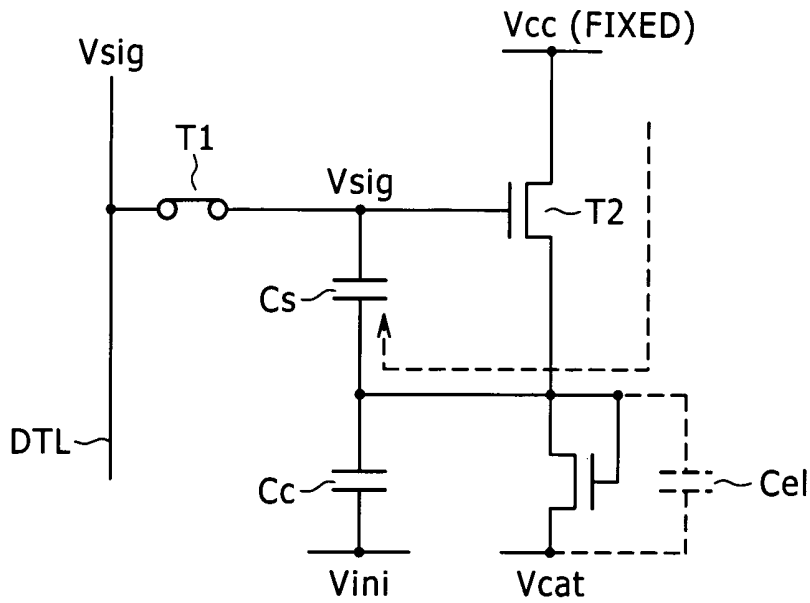 Vcc (FIXED)
Vsig
T1
Vsig
T2
Cs
DTL
Cc
Cel
Vini
Vcat